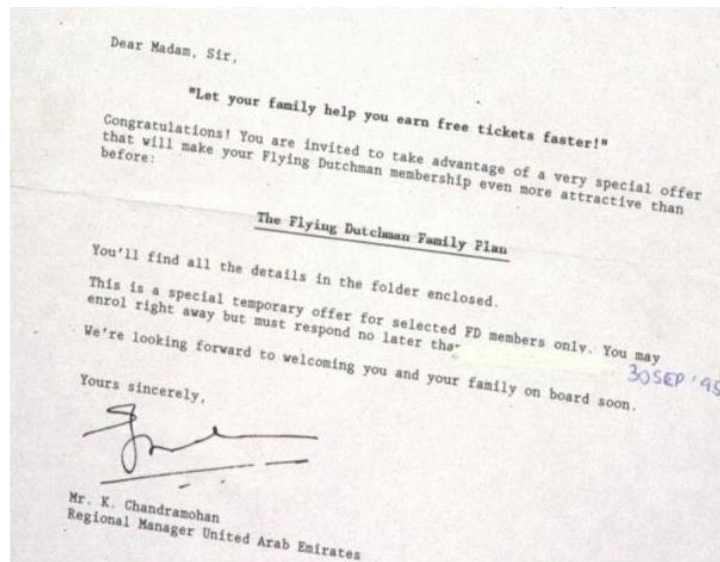 Dear Madam, Sir,
"Let your family help you earn free tickets faster!"
Congratulations! You are invited to take advantage of a very special offer
that will make your Flying Dutchman membership even more attractive than
before:
The Flying Dutchman Family Plan
You'll find all the details in the folder enclosed.
This is a special temporary offer for selected FD members only. You may
enrol right away but must respond no later than
30 SEP '95
We're looking forward to welcoming you and your family on board soon.
Yours sincerely,
Mr. K. Chandramohan
Regional Manager United Arab Emirates